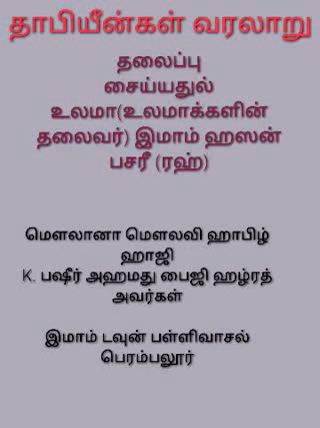 தாபியீன்கள் வரலாறு
தலைப்பு
சைய்யதுல்
உலமா(உலமாக்களின்
தலைவர்) இமாம் ஹஸன்
பசரீ (ரஹ்)
மௌலானா மௌலவி ஹாபிழ்
ஹாஜி
K. பஷீர் அஹமது பைஜி ஹழ்ரத்
அவர்கள்
இமாம் டவுன் பள்ளிவாசல்
பெரம்பலூர்